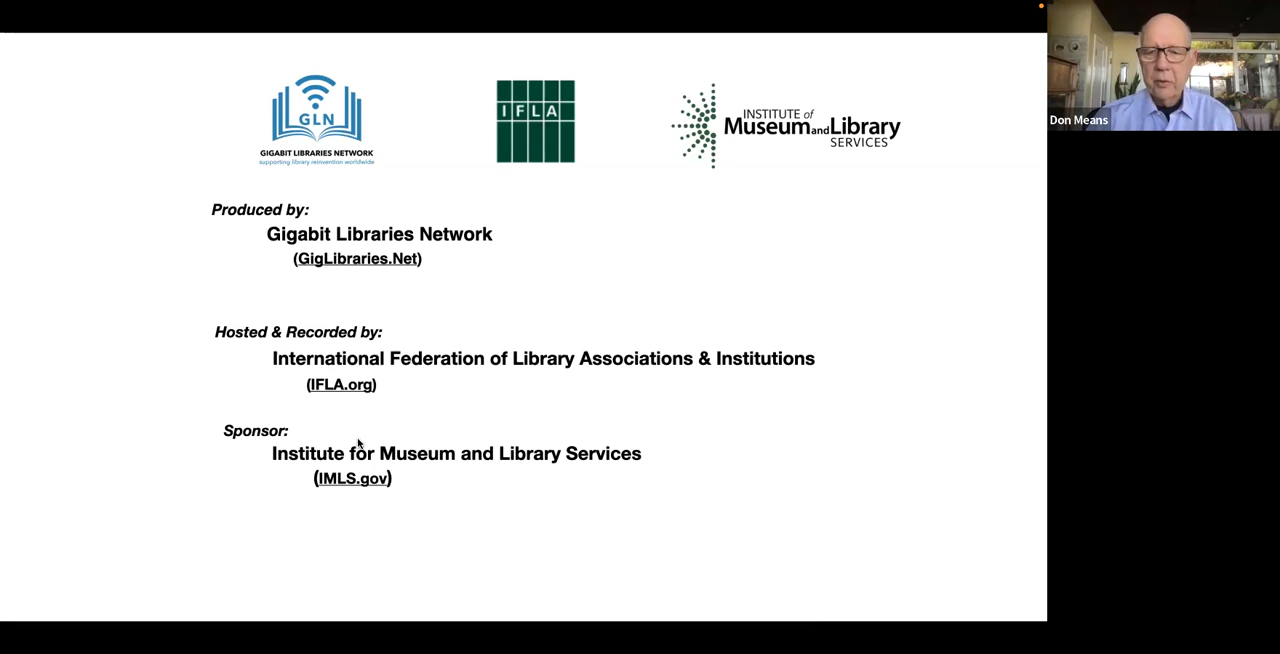 GLN
GIGABIT LIBRARIES NETWORK
supporting library reinvention worldwide
IFLA
INSTITUTE of
Museum and Library
SERVICES
Don Means
Produced by:
Gigabit Libraries Network
(GigLibraries.Net)
Hosted & Recorded by:
International Federation of Library Associations & Institutions
(IFLA.org)
Sponsor:
Institute for Museum and Library Services
(IMLS.gov)